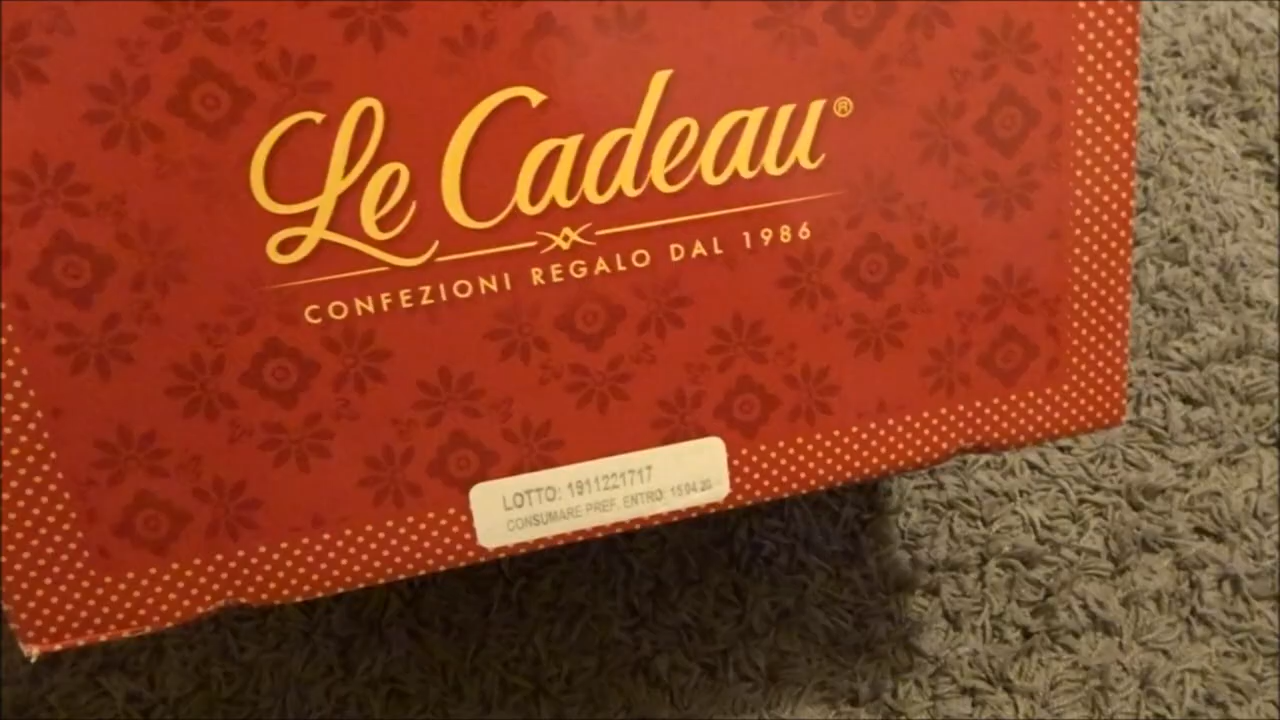 Le Cadeau®
CONFEZIONI REGALO DAL 1986
LOTTO: 1911221717
CONSUMARE PREF. ENTRO: 15.04.20